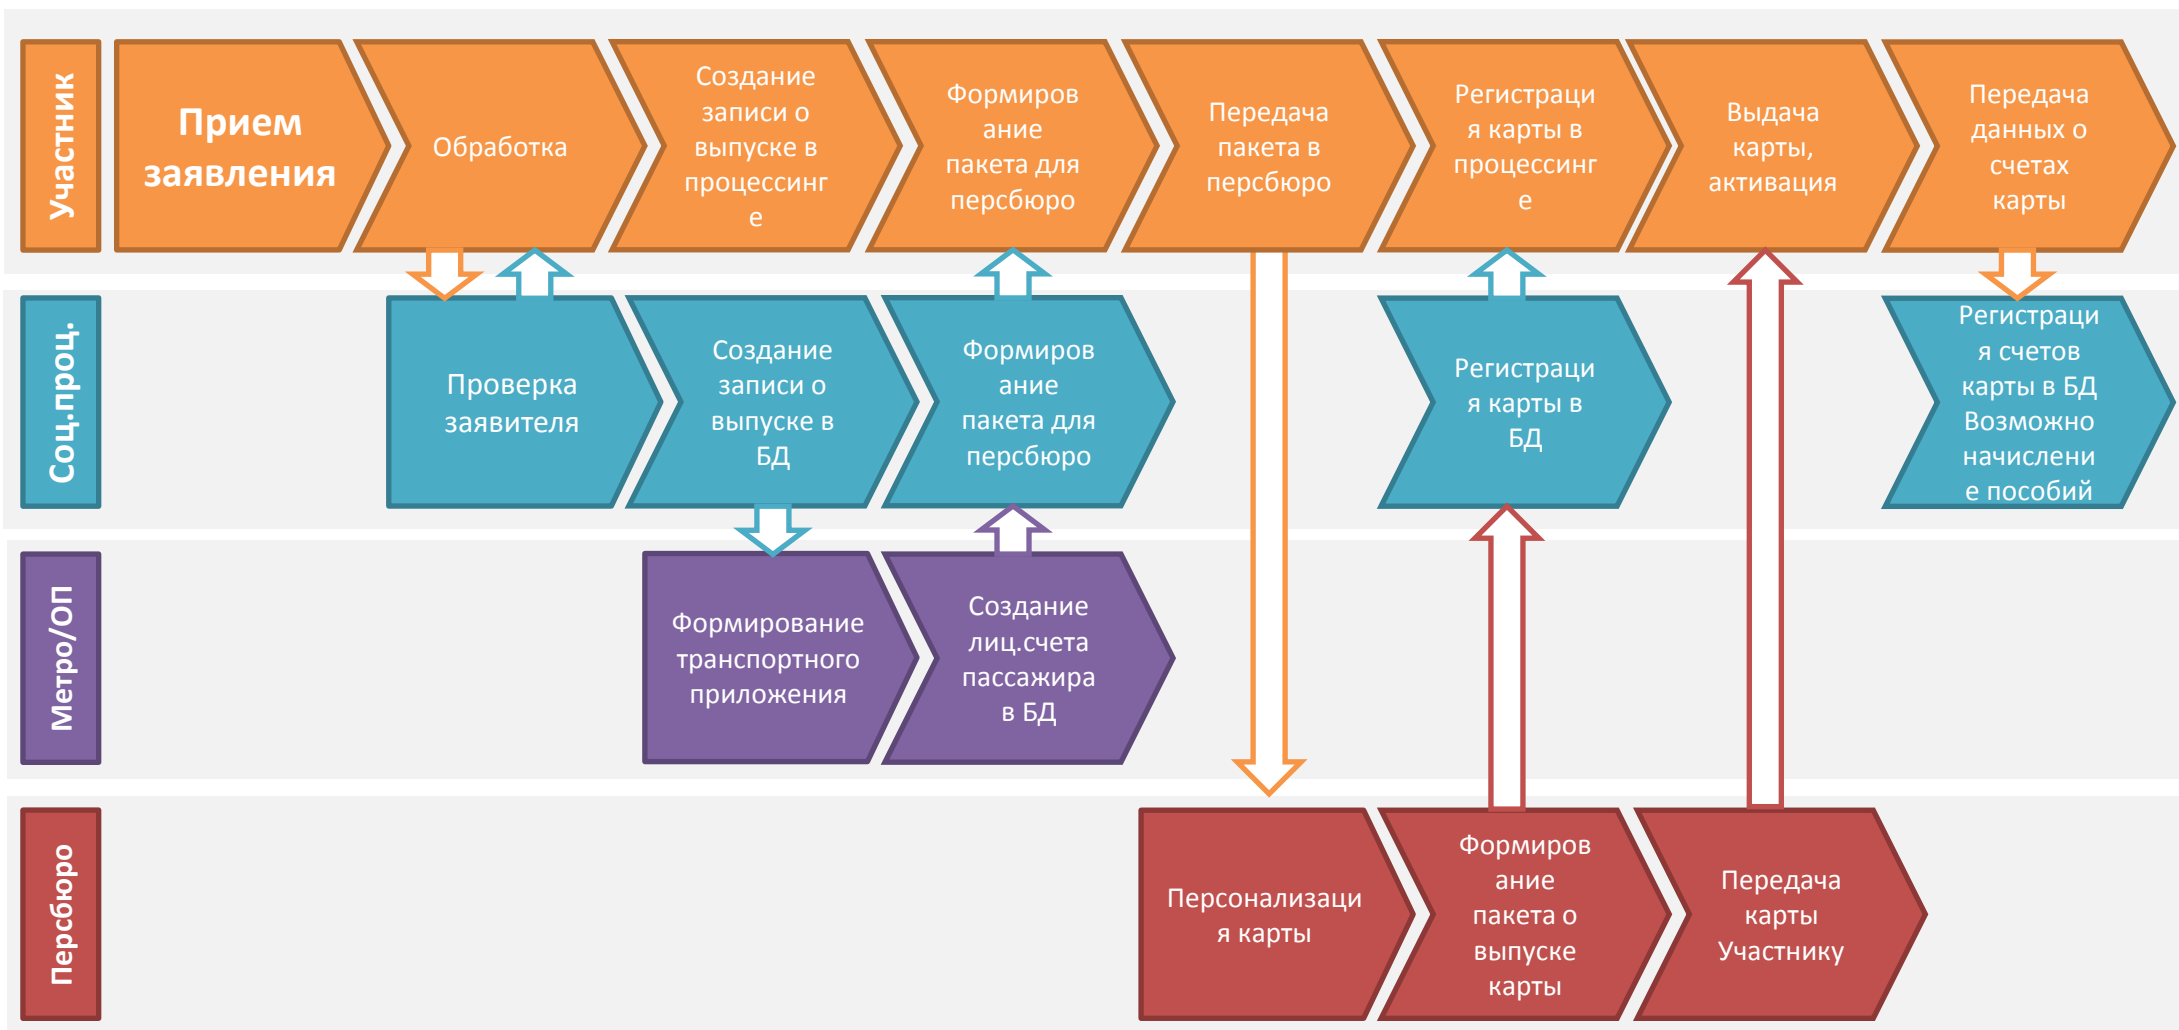 Участник
Прием
заявления
Обработка
Создание
записи о
выпуске в
процессинг
е
Формиров
ание
пакета для
персбюро
Передача
пакета в
персбюро
Регистраци
я карты в
процессинг
е
Выдача
карты,
активация
Передача
данных о
счетах
карты
Соц.проц.
Проверка
заявителя
Создание
записи о
выпуске в
БД
Формиров
ание
пакета для
персбюро
Регистраци
я карты в
БД
Регистраци
я счетов
карты в БД
Возможно
начислени
е пособий
Метро/ОП
Формирование
транспортного
приложения
Создание
лиц.счета
пассажира
в БД
Персбюро
Персонализаци
я карты
Формиров
ание
пакета о
выпуске
карты
Передача
карты
Участнику